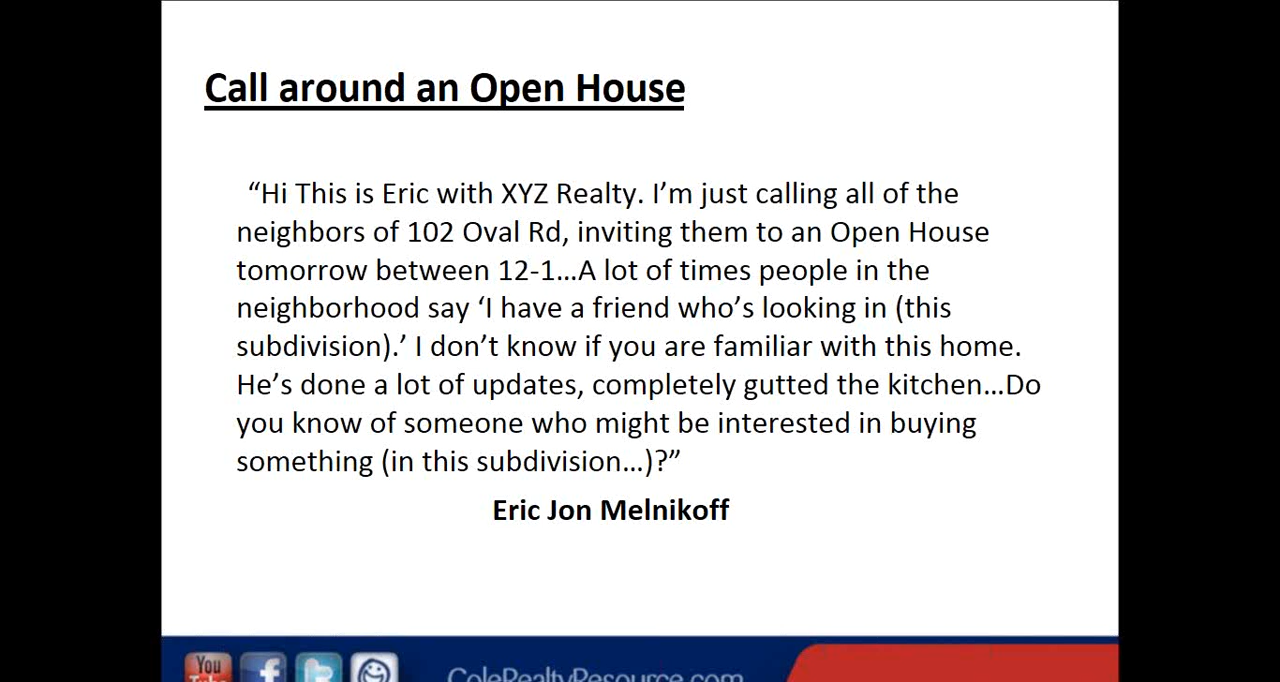 Call around an Open House
“Hi This is Eric with XYZ Realty. I’m just calling all of the
neighbors of 102 Oval Rd, inviting them to an Open House
tomorrow between 12-1…A lot of times people in the
neighborhood say ‘I have a friend who’s looking in (this
subdivision).’ I don’t know if you are familiar with this home.
He’s done a lot of updates, completely gutted the kitchen…Do
you know of someone who might be interested in buying
something (in this subdivision…)?”
Eric Jon Melnikoff
You
Tube
ColeRealtyResource.com